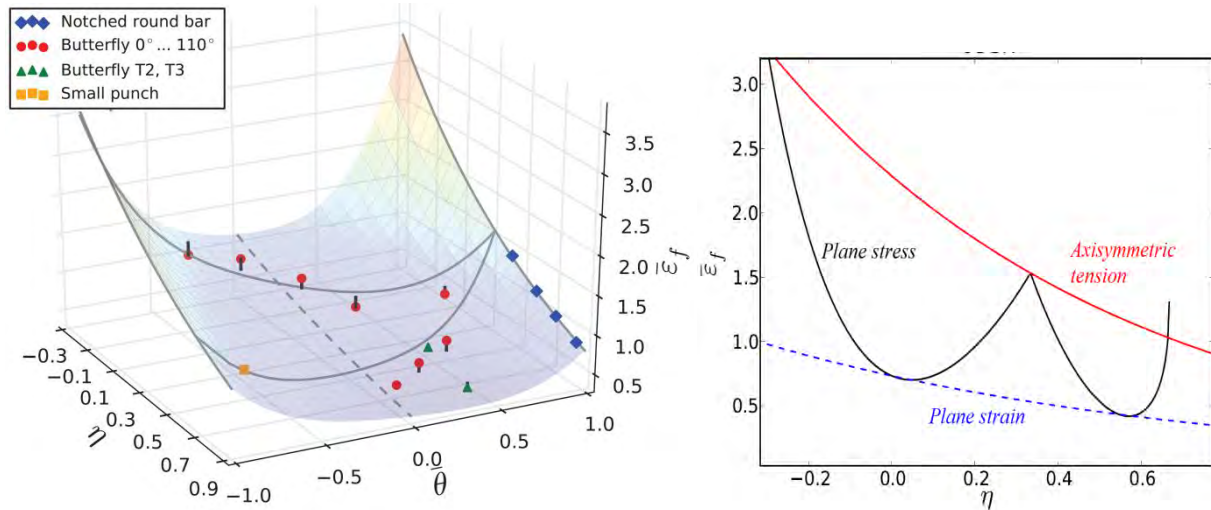 Notched round bar
Butterfly 0° ... 110°
Butterfly T2, T3
Small punch
3.5
3.0
2.5
2.0
1.5
1.0
0.5
ε̄f
−0.3
−0.1
0.1
0.3
0.5
0.7
0.9
η
−1.0
−0.5
0.0
0.5
1.0
θ̄
3.0
2.5
2.0
1.5
1.0
0.5
ε̄f
Plane stress
Axisymmetric
tension
Plane strain
−0.2
0.0
0.2
0.4
0.6
η